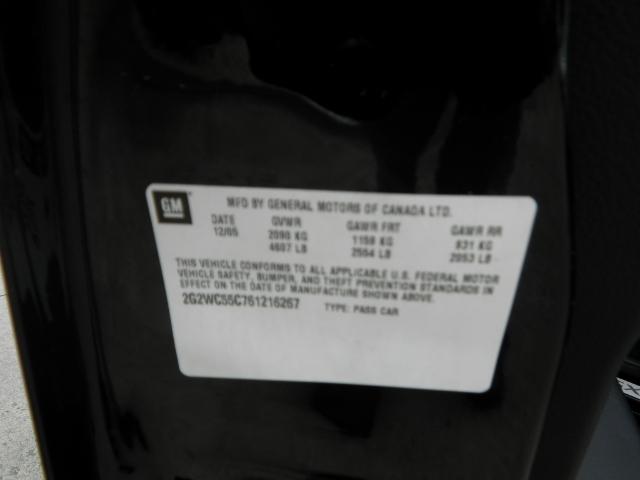 GM
MFD BY GENERAL MOTORS OF CANADA LTD.
DATE GVWR GAWR FRT GAWR RR
12/05 2090 KG 1159 KG 931 KG
4607 LB 2554 LB 2053 LB
THIS VEHICLE CONFORMS TO ALL APPLICABLE U.S. FEDERAL MOTOR
VEHICLE SAFETY, BUMPER, AND THEFT PREVENTION STANDARDS IN
EFFECT ON THE DATE OF MANUFACTURE SHOWN ABOVE.
2G2WC55C761216267 TYPE: PASS CAR